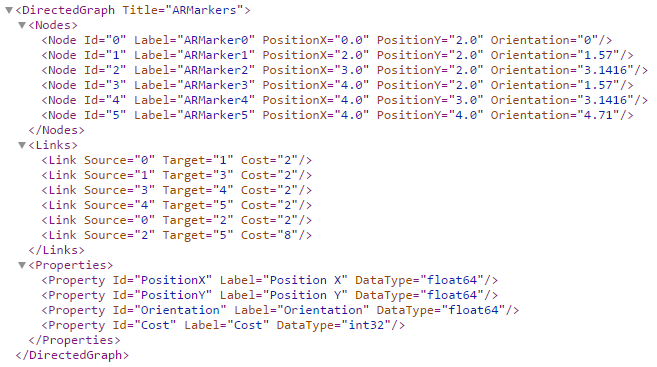 <DirectedGraph Title="ARMarkers">
<Nodes>
<Node Id="0" Label="ARMarker0" PositionX="0.0" PositionY="2.0" Orientation="0"/>
<Node Id="1" Label="ARMarker1" PositionX="2.0" PositionY="2.0" Orientation="1.57"/>
<Node Id="2" Label="ARMarker2" PositionX="3.0" PositionY="2.0" Orientation="3.1416"/>
<Node Id="3" Label="ARMarker3" PositionX="4.0" PositionY="2.0" Orientation="1.57"/>
<Node Id="4" Label="ARMarker4" PositionX="4.0" PositionY="3.0" Orientation="3.1416"/>
<Node Id="5" Label="ARMarker5" PositionX="4.0" PositionY="4.0" Orientation="4.71"/>
</Nodes>
<Links>
<Link Source="0" Target="1" Cost="2"/>
<Link Source="1" Target="3" Cost="2"/>
<Link Source="3" Target="4" Cost="2"/>
<Link Source="4" Target="5" Cost="2"/>
<Link Source="0" Target="2" Cost="2"/>
<Link Source="2" Target="5" Cost="8"/>
</Links>
<Properties>
<Property Id="PositionX" Label="Position X" DataType="float64"/>
<Property Id="PositionY" Label="Position Y" DataType="float64"/>
<Property Id="Orientation" Label="Orientation" DataType="float64"/>
<Property Id="Cost" Label="Cost" DataType="int32"/>
</Properties>
</DirectedGraph>